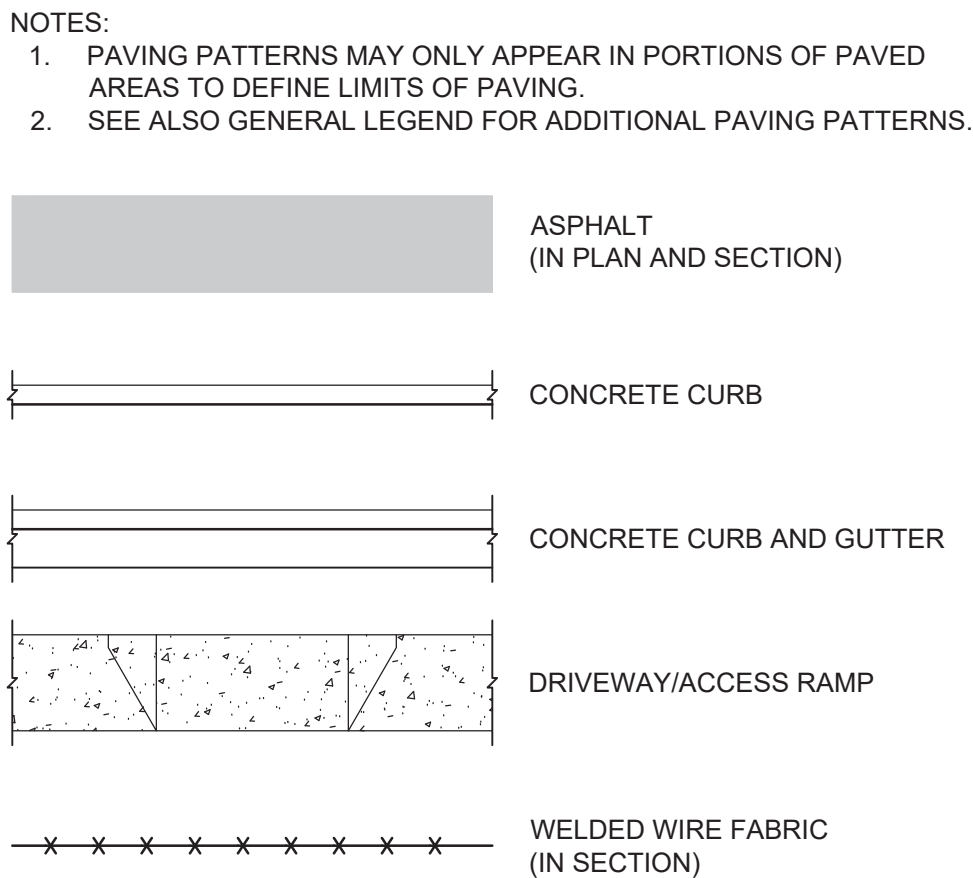 NOTES:
1. PAVING PATTERNS MAY ONLY APPEAR IN PORTIONS OF PAVED
AREAS TO DEFINE LIMITS OF PAVING.
2. SEE ALSO GENERAL LEGEND FOR ADDITIONAL PAVING PATTERNS.
ASPHALT
(IN PLAN AND SECTION)
CONCRETE CURB
CONCRETE CURB AND GUTTER
DRIVEWAY/ACCESS RAMP
WELDED WIRE FABRIC
(IN SECTION)